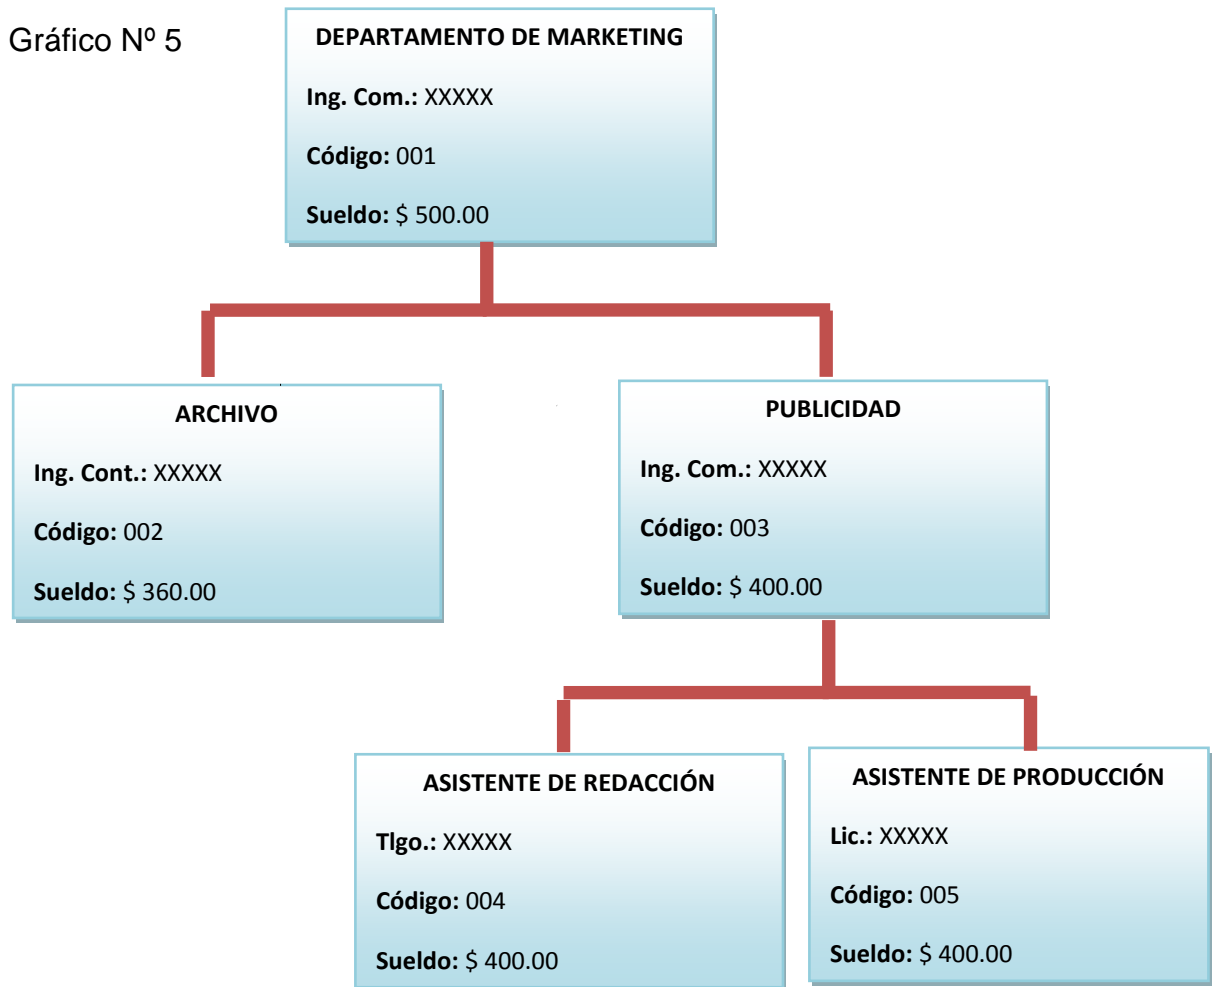 Gráfico Nº 5
DEPARTAMENTO DE MARKETING
Ing. Com.: XXXXX
Código: 001
Sueldo: $ 500.00
ARCHIVO
Ing. Cont.: XXXXX
Código: 002
Sueldo: $ 360.00
PUBLICIDAD
Ing. Com.: XXXXX
Código: 003
Sueldo: $ 400.00
ASISTENTE DE REDACCIÓN
Tlgo.: XXXXX
Código: 004
Sueldo: $ 400.00
ASISTENTE DE PRODUCCIÓN
Lic.: XXXXX
Código: 005
Sueldo: $ 400.00